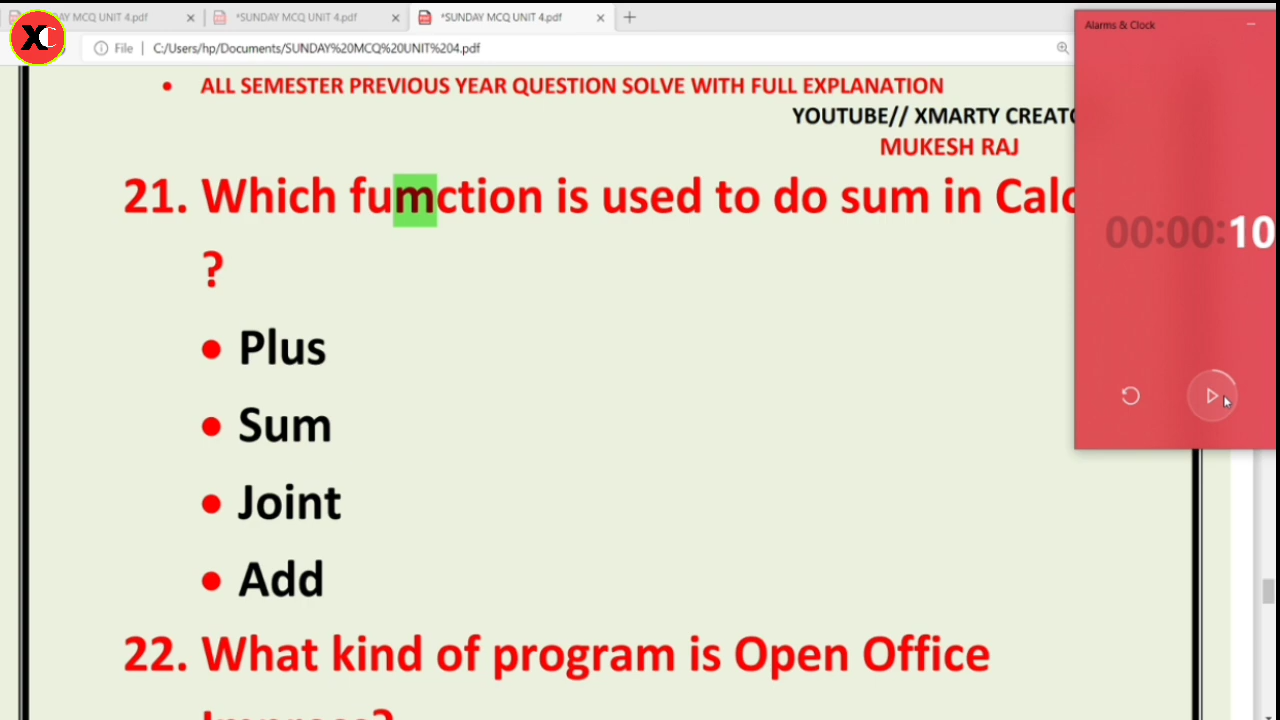 DAY MCQ UNIT 4.pdf
*SUNDAY MCQ UNIT 4.pdf
*SUNDAY MCQ UNIT 4.pdf
XC
File | C:/Users/hp/Documents/SUNDAY%20MCQ%20UNIT%204.pdf
Alarms & Clock
• ALL SEMESTER PREVIOUS YEAR QUESTION SOLVE WITH FULL EXPLANATION
YOUTUBE// XMARTY CREATO
MUKESH RAJ
21. Which fumction is used to do sum in Calc
?
00:00:10
• Plus
• Sum
• Joint
• Add
22. What kind of program is Open Office
Impress?